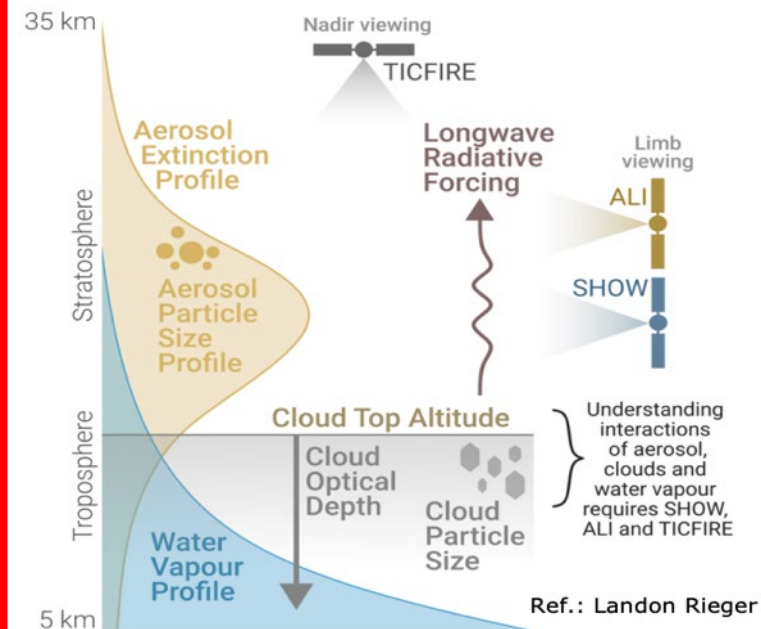 35 km
Nadir viewing
TICFIRE
Aerosol
Extinction
Profile
Longwave
Radiative
Forcing
Limb
viewing
ALI
SHOW
Stratosphere
Aerosol
Particle
Size
Profile
Cloud Top Altitude
Understanding
interactions
of aerosol,
clouds and
water vapour
requires SHOW,
ALI and TICFIRE
Troposphere
Cloud
Optical
Depth
Cloud
Particle
Size
Water
Vapour
Profile
5 km
Ref.: Landon Rieger